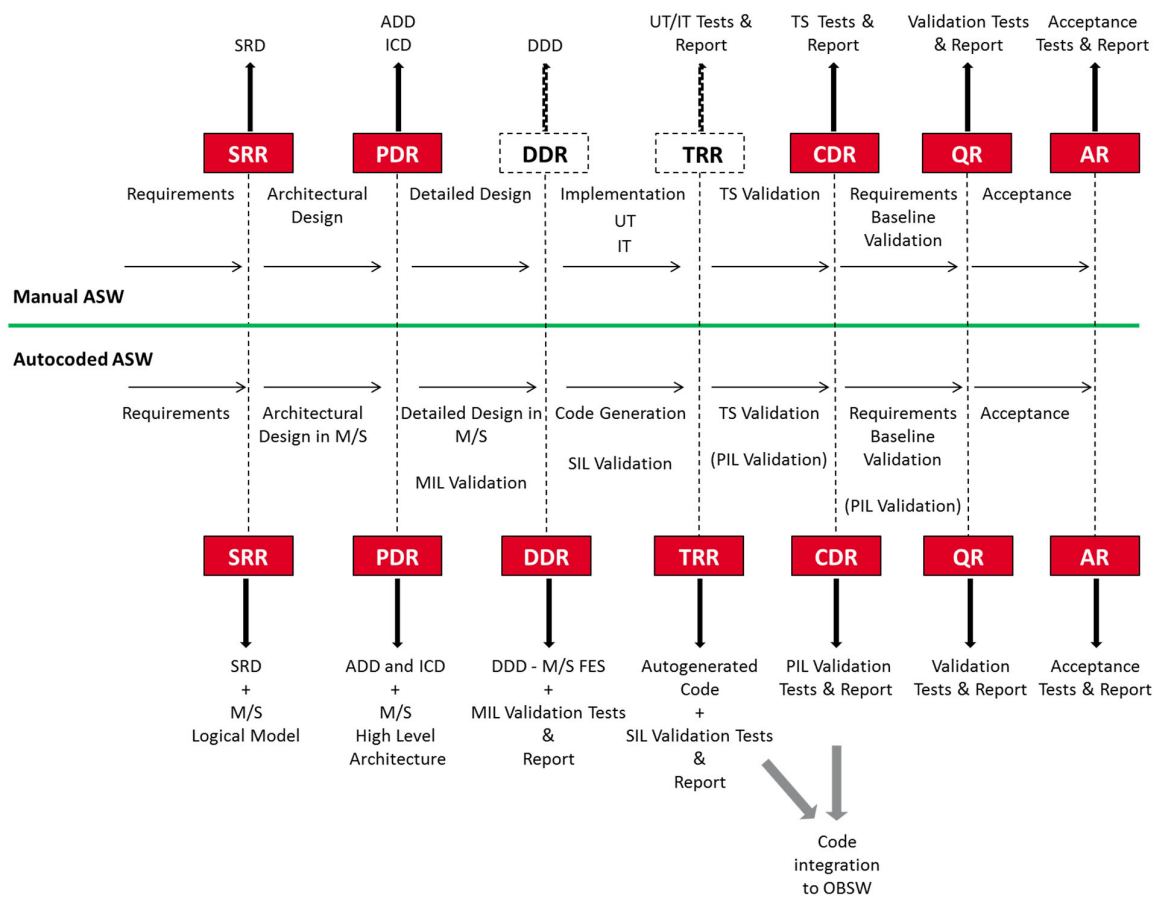 ADD
ICD
SRD
DDD
UT/IT Tests &
Report
TS Tests &
Report
Validation Tests
& Report
Acceptance
Tests & Report
SRR
PDR
DDR
TRR
CDR
QR
AR
Requirements
Architectural
Design
Detailed Design
Implementation
UT
IT
TS Validation
Requirements
Baseline
Validation
Acceptance
Manual ASW
Autocoded ASW
Requirements
Architectural
Design in M/S
Detailed Design in
M/S
MIL Validation
Code Generation
SIL Validation
TS Validation
(PIL Validation)
Requirements
Baseline
Validation
(PIL Validation)
Acceptance
SRR
PDR
DDR
TRR
CDR
QR
AR
SRD
+
M/S
Logical Model
ADD and ICD
+
M/S
High Level
Architecture
DDD - M/S FES
+
MIL Validation Tests
&
Report
Autogenerated
Code
+
SIL Validation Tests
&
Report
PIL Validation
Tests & Report
Validation
Tests & Report
Acceptance
Tests & Report
Code
integration
to OBSW